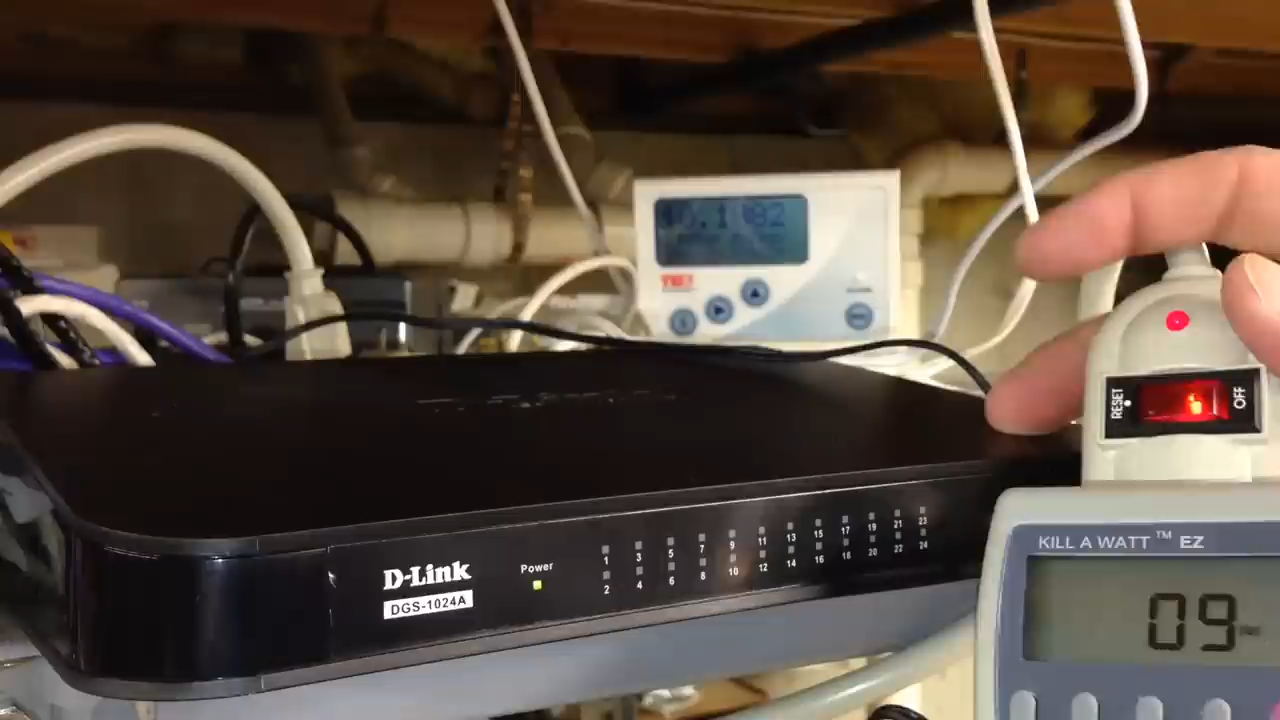 RESET
OFF
KILL A WATT™ EZ
09
D-Link
DGS-1024A
Power
1 3 5 7 9 11 13 15 17 19 21 23
2 4 6 8 10 12 14 16 18 20 22 24